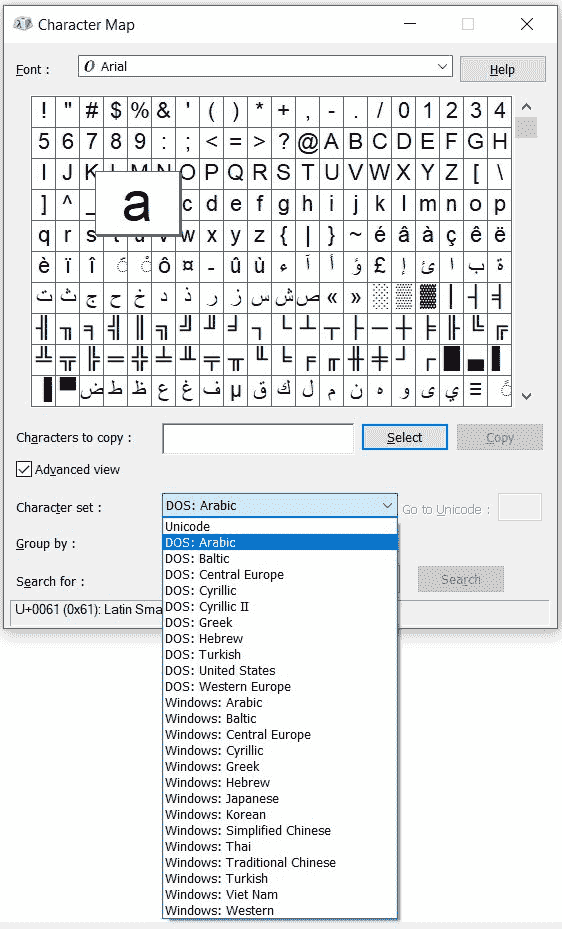 Character Map
Font : O Arial Help
! " # $ % & ' ( ) * + , - . / 0 1 2 3 4
5 6 7 8 9 : ; < = > ? @ A B C D E F G H
I J K L M N O P Q R S T U V W X Y Z [ \
] ^ _ a c d e f g h i j k l m n o p
q r s t u v w x y z { | } ~ é â à ç ê ë
è ï î ّ ْ ô ¤ ـ û ù ء آ أ ؤ £ إ ئ ا ب ة
ت ث ج ح خ د ذ ر ز س ش ص « » ░ ▒ ▓ │ ┤ ╡
╢ ╖ ╕ ╣ ║ ╗ ╝ ╜ ╛ ┐ └ ┴ ┬ ├ ─ ┼ ╞ ╟ ╚ ╔
╩ ╦ ╠ ═ ╬ ╧ ╨ ╤ ╥ ╙ ╘ ╒ ╓ ╫ ╪ ┘ ┌ █ ▄ ▌
▐ ▀ ض ط ظ ع غ ف µ ق ك ل م ن ه و ى ي ≡ ً
Characters to copy : Select Copy
Advanced view
Character set : DOS: Arabic Go to Unicode :
Group by :
Search for : Search
U+0061 (0x61): Latin Sma
Unicode
DOS: Arabic
DOS: Baltic
DOS: Central Europe
DOS: Cyrillic
DOS: Cyrillic II
DOS: Greek
DOS: Hebrew
DOS: Turkish
DOS: United States
DOS: Western Europe
Windows: Arabic
Windows: Baltic
Windows: Central Europe
Windows: Cyrillic
Windows: Greek
Windows: Hebrew
Windows: Japanese
Windows: Korean
Windows: Simplified Chinese
Windows: Thai
Windows: Traditional Chinese
Windows: Turkish
Windows: Viet Nam
Windows: Western